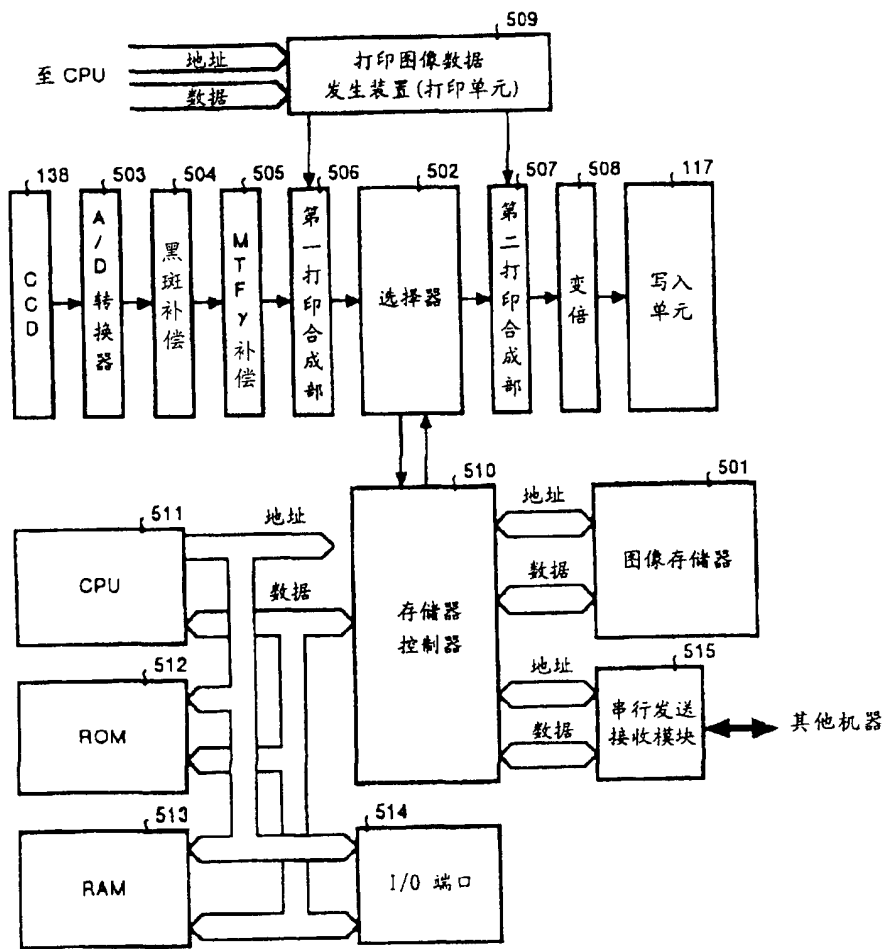 509
至 CPU
地址
数据
打印图像数据
发生装置(打印单元)
138
503
504
505
506
502
507
508
117
CCD
A/D转换器
黑斑补偿
MTFγ补偿
第一打印合成部
选择器
第二打印合成部
变倍
写入
单元
510
501
地址
数据
图像存储器
511
CPU
地址
数据
存储器
控制器
512
ROM
515
地址
数据
串行发送
接收模块
其他机器
513
RAM
514
I/O 端口